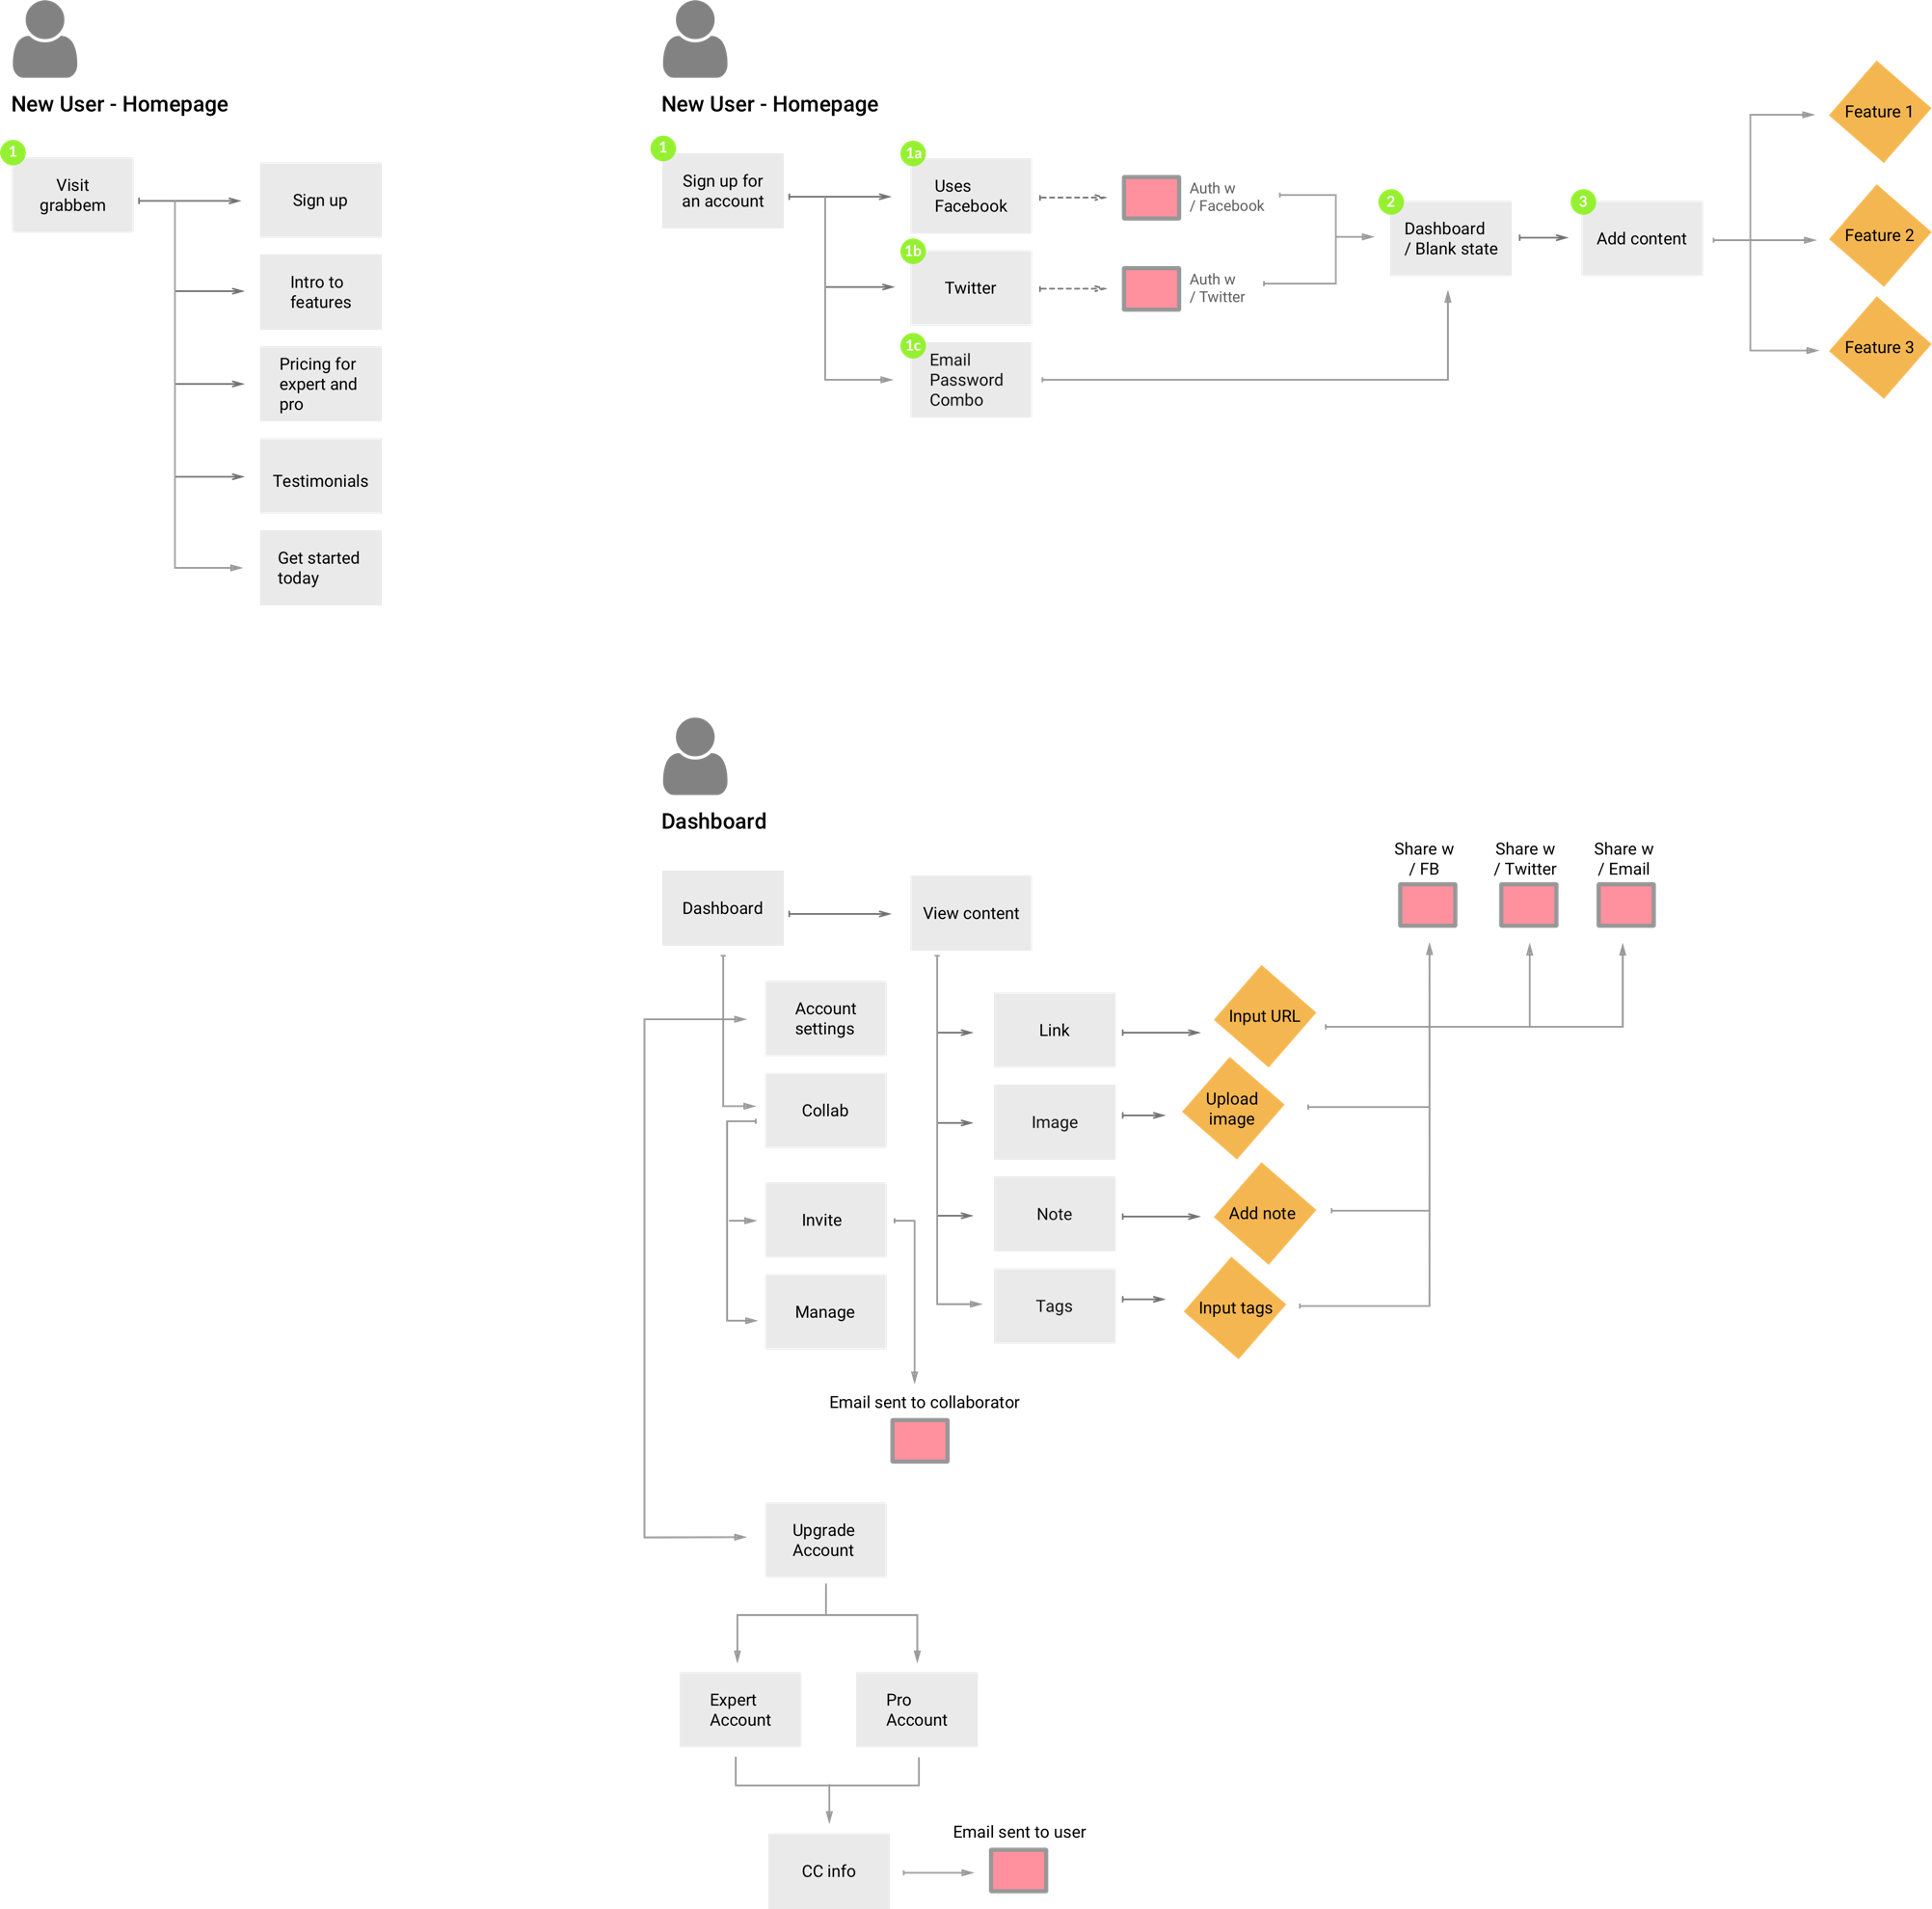 New User - Homepage
1
Visit
grabbem
Sign up
Intro to
features
Pricing for
expert and
pro
Testimonials
Get started
today
New User - Homepage
1
Sign up for
an account
1a
Uses
Facebook
Auth w
/ Facebook
1b
Twitter
Auth w
/ Twitter
1c
Email
Password
Combo
2
Dashboard
/ Blank state
3
Add content
Feature 1
Feature 2
Feature 3
Dashboard
Dashboard
View content
Account
settings
Collab
Invite
Manage
Link
Image
Note
Tags
Input URL
Upload
image
Add note
Input tags
Share w
/ FB
Share w
/ Twitter
Share w
/ Email
Email sent to collaborator
Upgrade
Account
Expert
Account
Pro
Account
CC info
Email sent to user